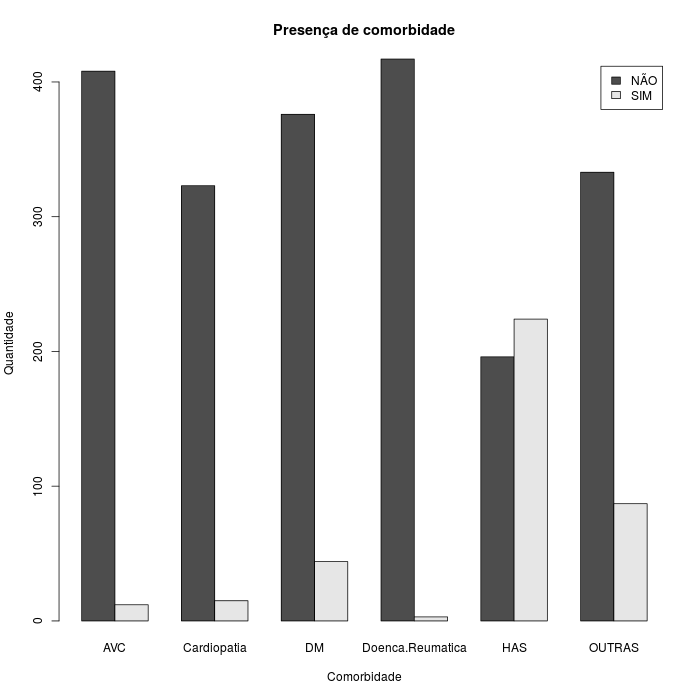 Presença de comorbidade
NÃO
SIM
Quantidade
400
300
200
100
0
AVC
Cardiopatia
DM
Doenca.Reumatica
HAS
OUTRAS
Comorbidade